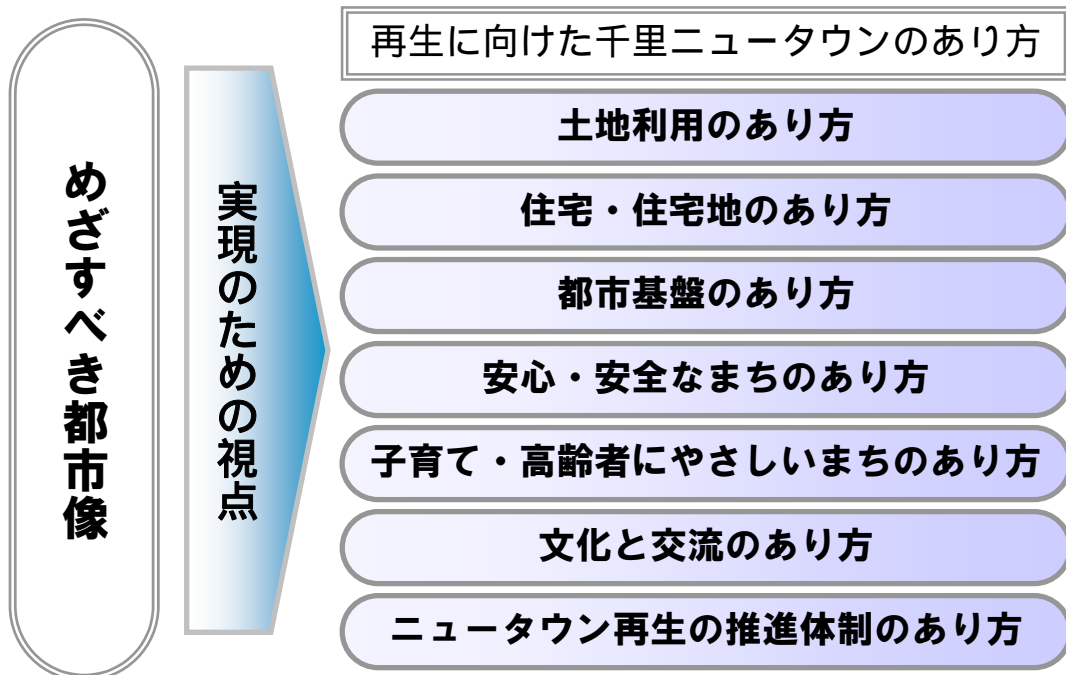 めざすべき都市像
実現のための視点
再生に向けた千里ニュータウンのあり方
土地利用のあり方
住宅・住宅地のあり方
都市基盤のあり方
安心・安全なまちのあり方
子育て・高齢者にやさしいまちのあり方
文化と交流のあり方
ニュータウン再生の推進体制のあり方